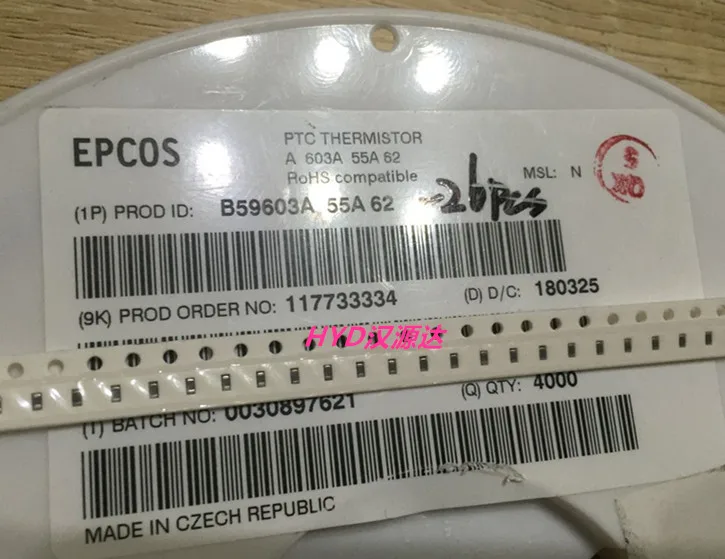 EPCOS
PTC THERMISTOR
A 603A 55A 62
RoHS compatible
MSL: N
(1P) PROD ID: B59603A 55A 62
-26pcs
(9K) PROD ORDER NO: 117733334
(D) D/C: 180325
HYD汉源达
(T) BATCH NO: 0030897621
(Q) QTY: 4000
MADE IN CZECH REPUBLIC